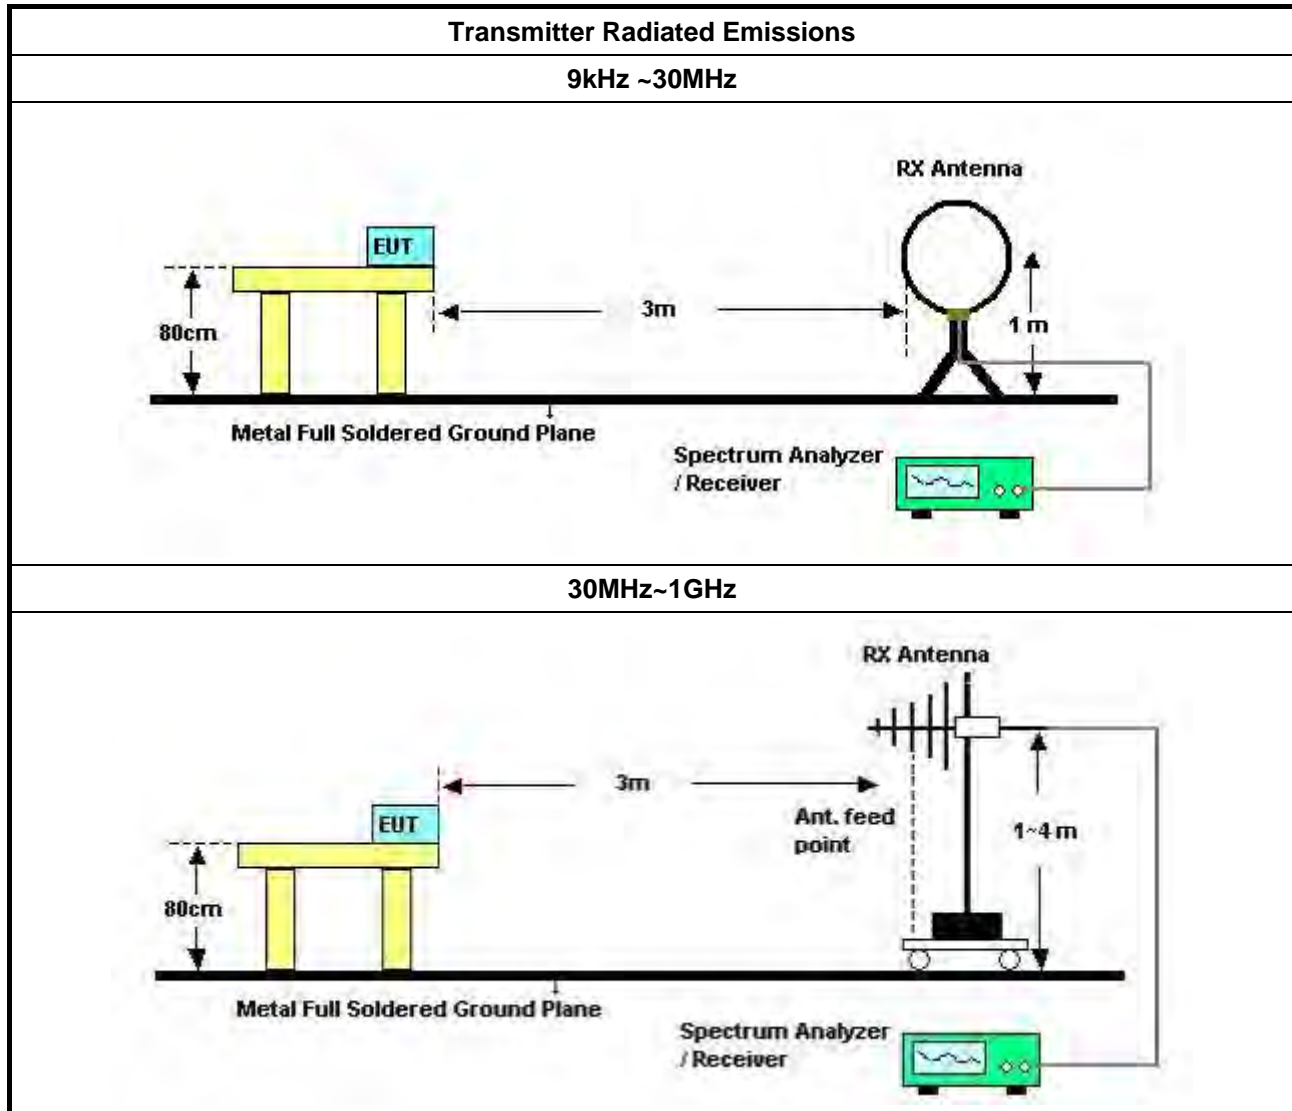 Transmitter Radiated Emissions
9kHz ~30MHz
RX Antenna
EUT
3m
80cm
1 m
Metal Full Soldered Ground Plane
Spectrum Analyzer
/ Receiver
30MHz~1GHz
RX Antenna
3m
EUT
Ant. feed
point
1~4 m
80cm
Metal Full Soldered Ground Plane
Spectrum Analyzer
/ Receiver